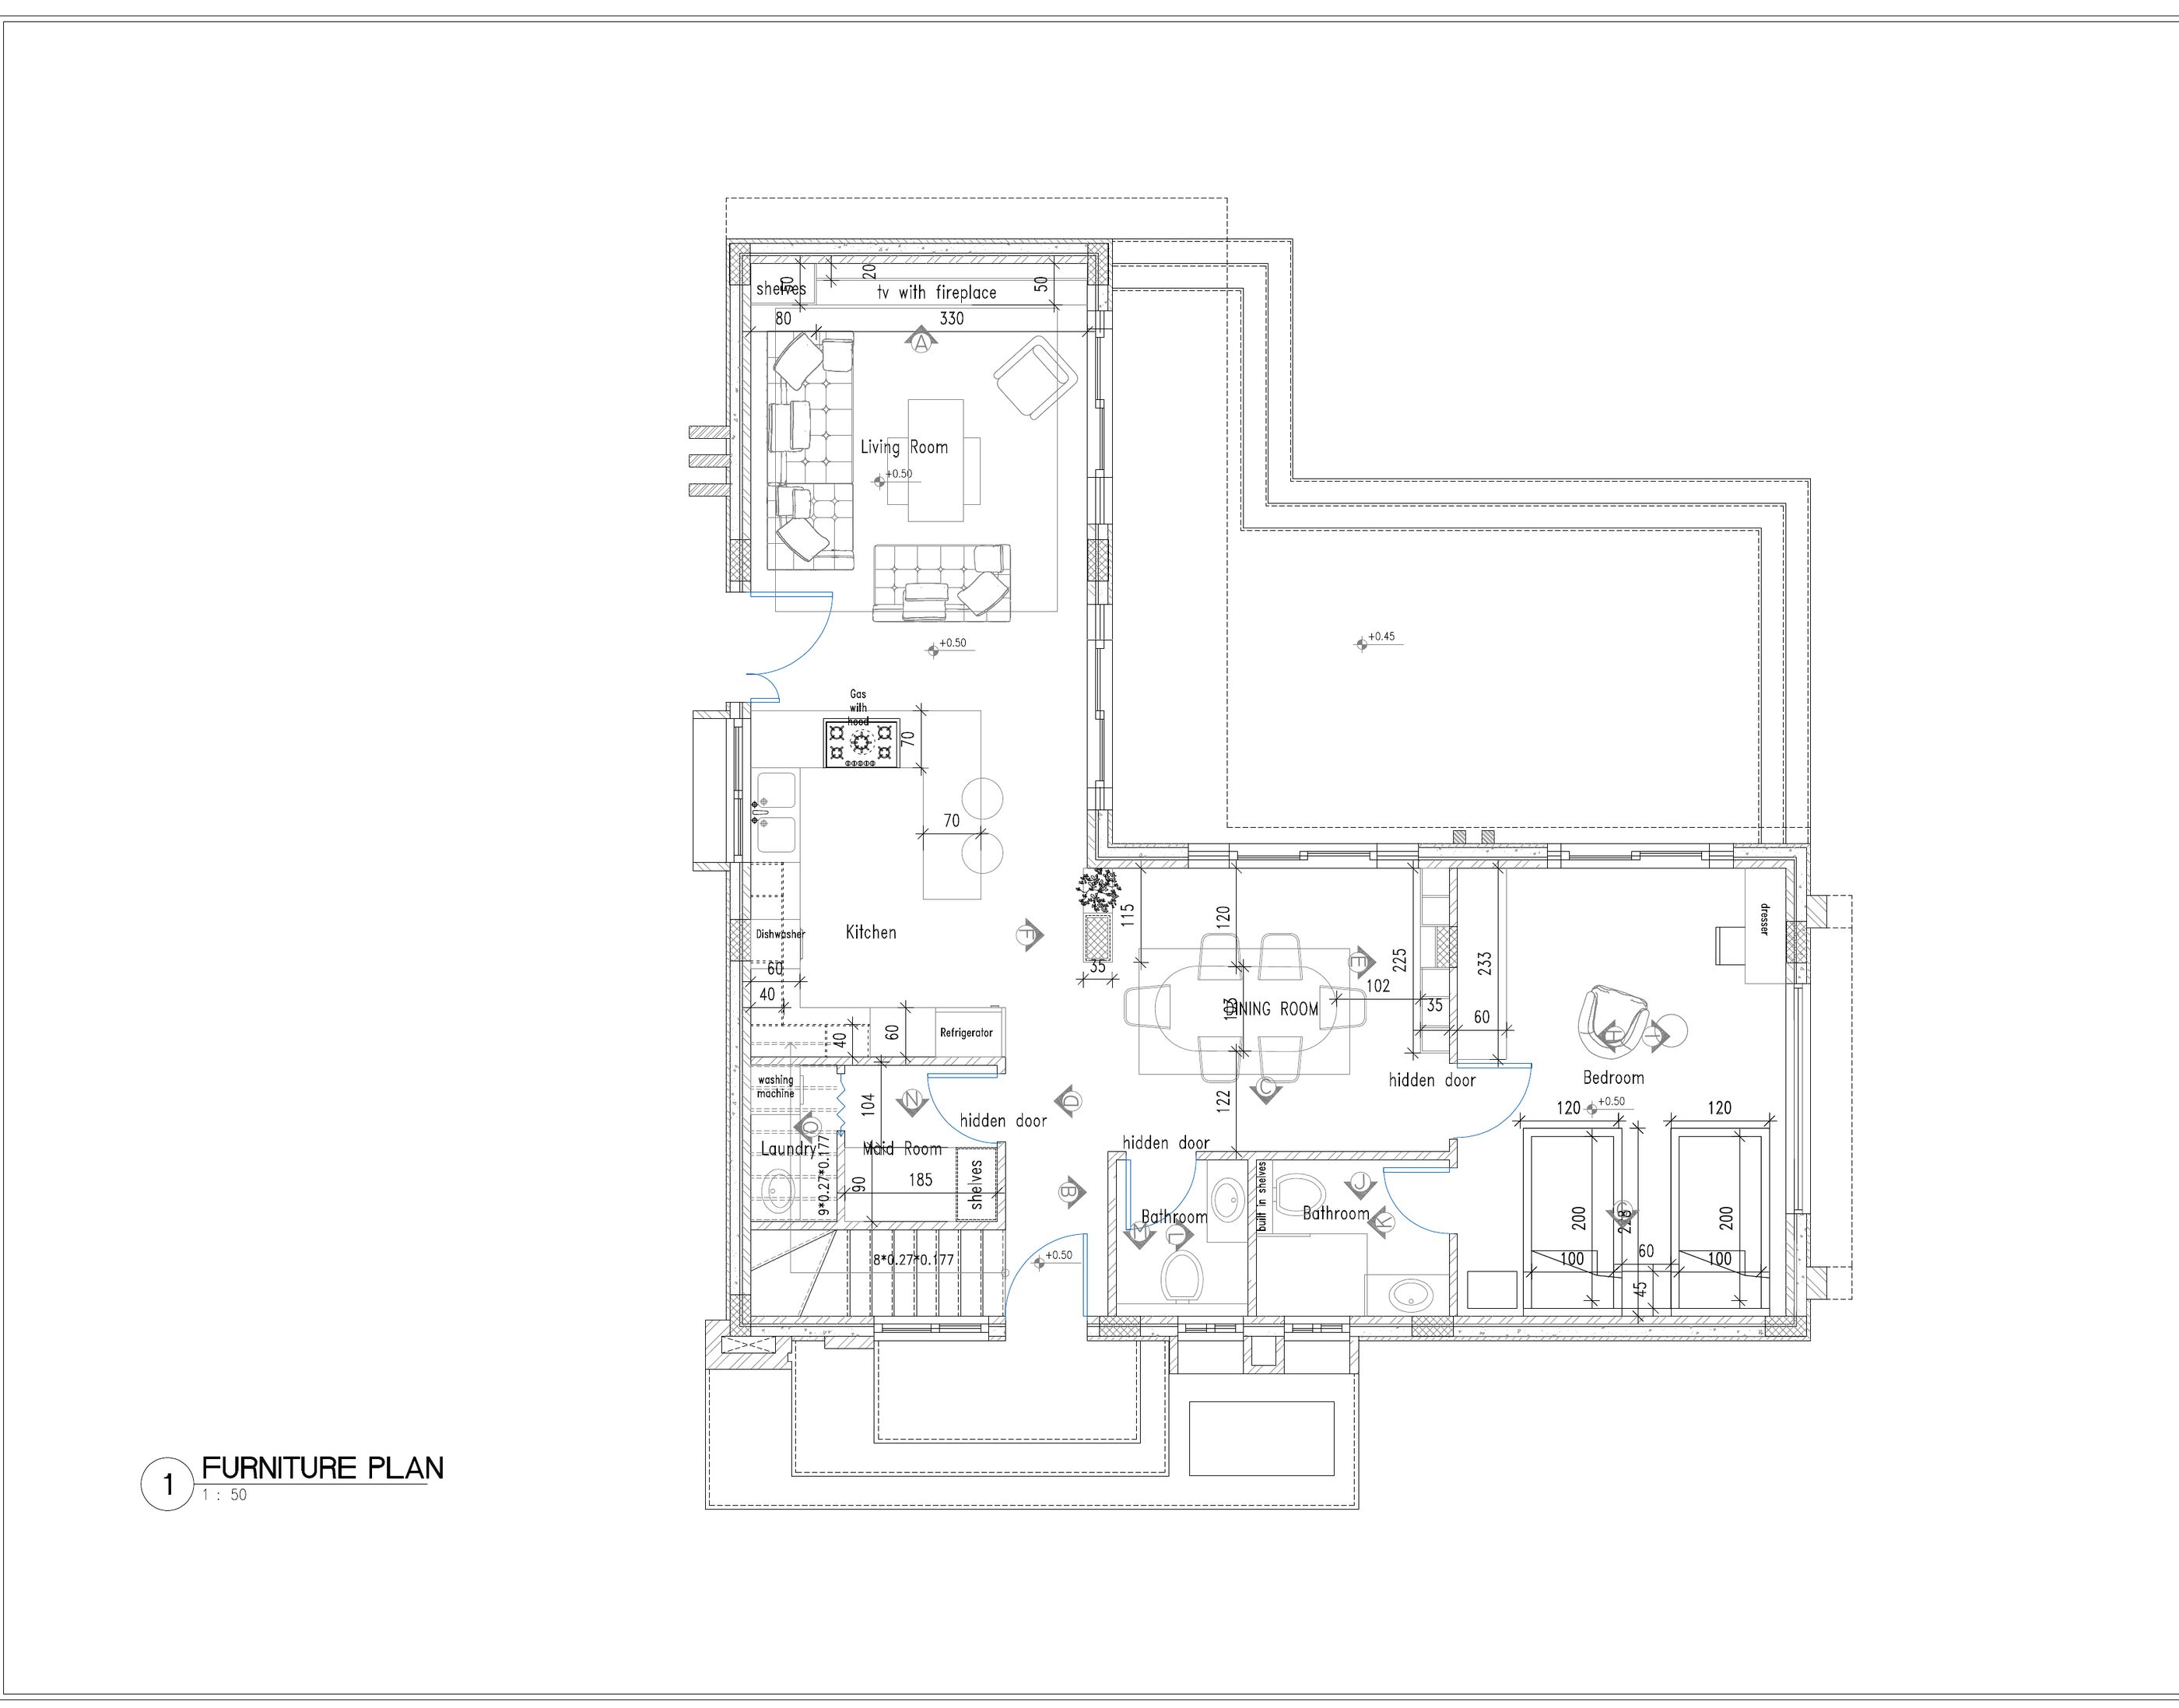 20
50
50
shelves
tv with fireplace
80
330
A
Living Room
+0.50
+0.50
+0.45
Gas
with
hood
70
70
115
120
225
233
dresser
Dishwasher
Kitchen
F
E
60
35
102
40
103
DINING ROOM
35
60
40
60
Refrigerator
H
I
washing
machine
hidden door
Bedroom
104
N
D
122
C
120
+0.50
120
O
hidden door
hidden door
Laundry
Maid Room
9*0.27*0.177
90
185
shelves
B
built in shelves
J
Bathroom
Bathroom
K
M
L
200
228
G
200
8*0.27*0.177
+0.50
100
60
100
45
1
FURNITURE PLAN
1 : 50